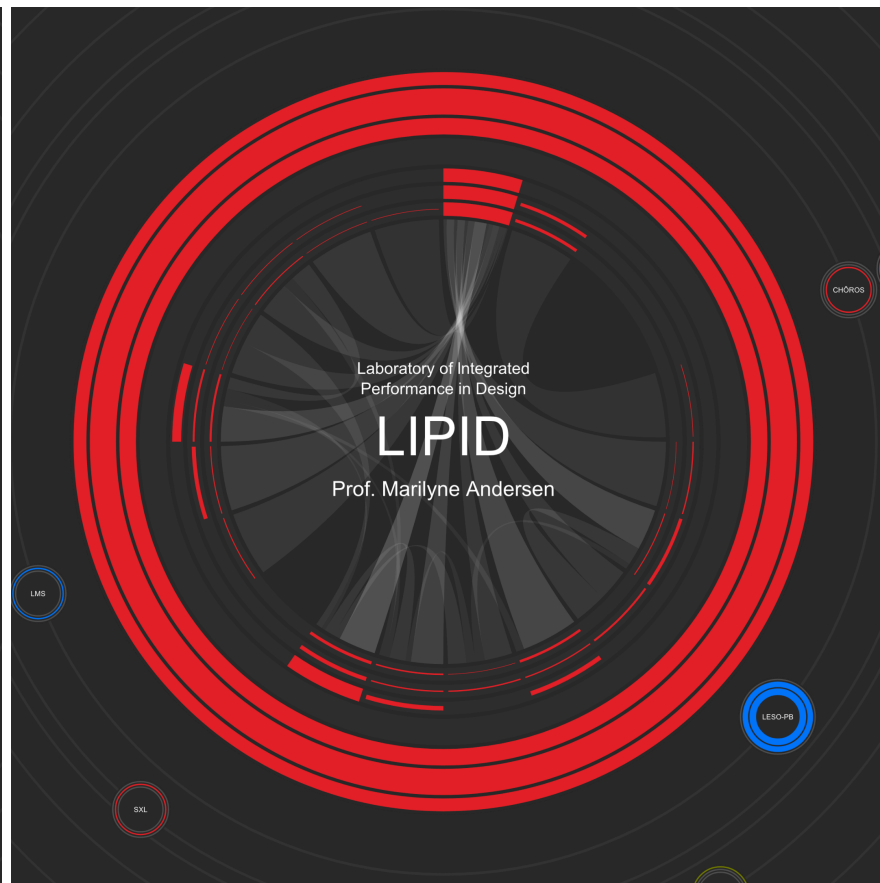 CHÔROS
Laboratory of Integrated
Performance in Design
LIPID
Prof. Marilyne Andersen
LMS
LESO-PB
SXL